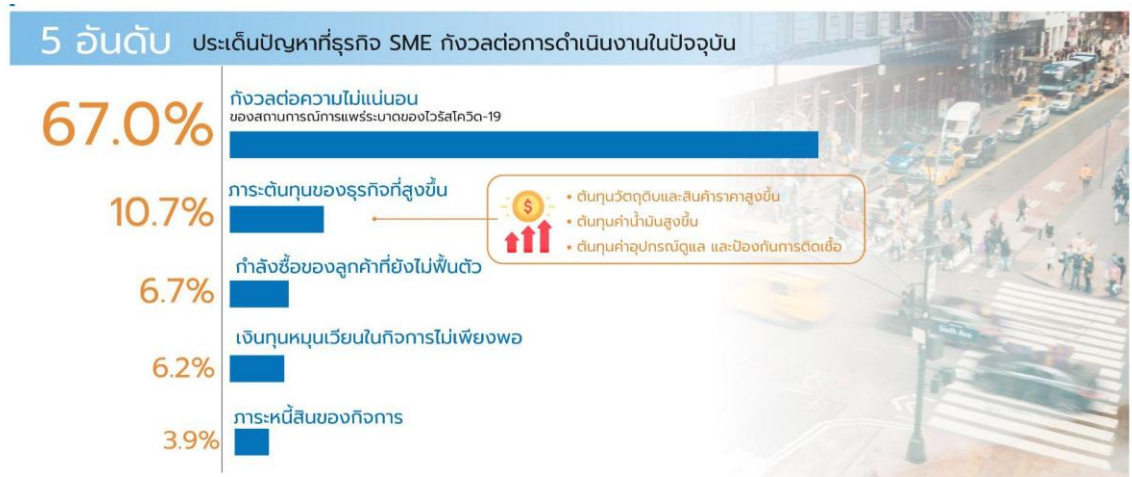 5 อันดับ ประเด็นปัญหาที่ธุรกิจ SME กังวลต่อการดำเนินงานในปัจจุบัน
67.0%
กังวลต่อความไม่แน่นอน
ของสถานการณ์การแพร่ระบาดของไวรัสโควิด-19
10.7%
ภาระต้นทุนของธุรกิจที่สูงขึ้น
$
• ต้นทุนวัตถุดิบและสินค้าราคาสูงขึ้น
• ต้นทุนค่าน้ำมันสูงขึ้น
• ต้นทุนค่าอุปกรณ์ดูแล และป้องกันการติดเชื้อ
6.7%
กำลังซื้อของลูกค้าที่ยังไม่ฟื้นตัว
6.2%
เงินทุนหมุนเวียนในกิจการไม่เพียงพอ
3.9%
ภาระหนี้สินของกิจการ
Sixth Ave